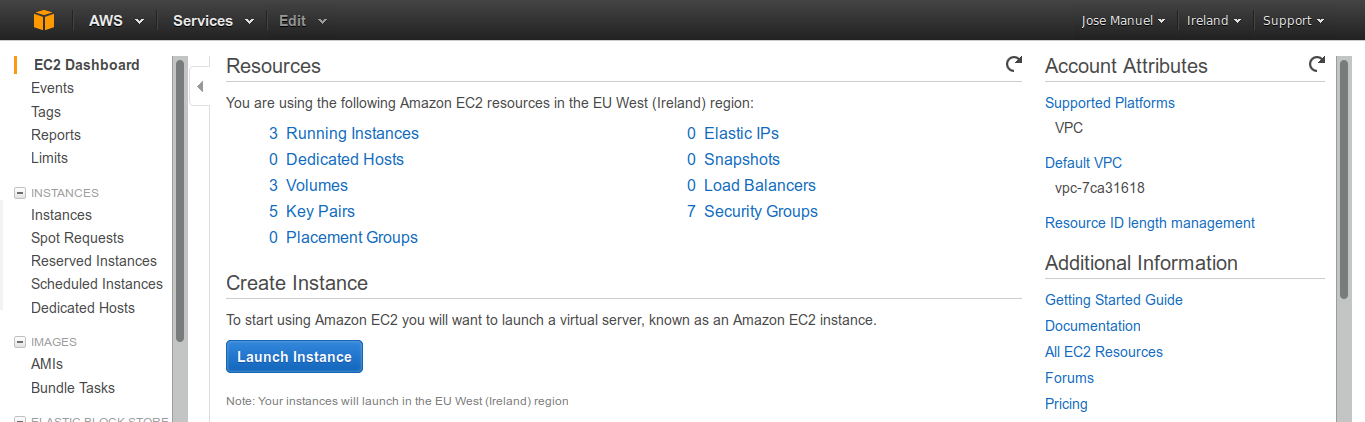 AWS Services Edit Jose Manuel Ireland Support
EC2 Dashboard
Events
Tags
Reports
Limits
INSTANCES
Instances
Spot Requests
Reserved Instances
Scheduled Instances
Dedicated Hosts
IMAGES
AMIs
Bundle Tasks
ELASTIC BLOCK STORE
Resources
You are using the following Amazon EC2 resources in the EU West (Ireland) region:
3 Running Instances 0 Elastic IPs
0 Dedicated Hosts 0 Snapshots
3 Volumes 0 Load Balancers
5 Key Pairs 7 Security Groups
0 Placement Groups
Create Instance
To start using Amazon EC2 you will want to launch a virtual server, known as an Amazon EC2 instance.
Launch Instance
Note: Your instances will launch in the EU West (Ireland) region
Account Attributes
Supported Platforms
VPC
Default VPC
vpc-7ca31618
Resource ID length management
Additional Information
Getting Started Guide
Documentation
All EC2 Resources
Forums
Pricing